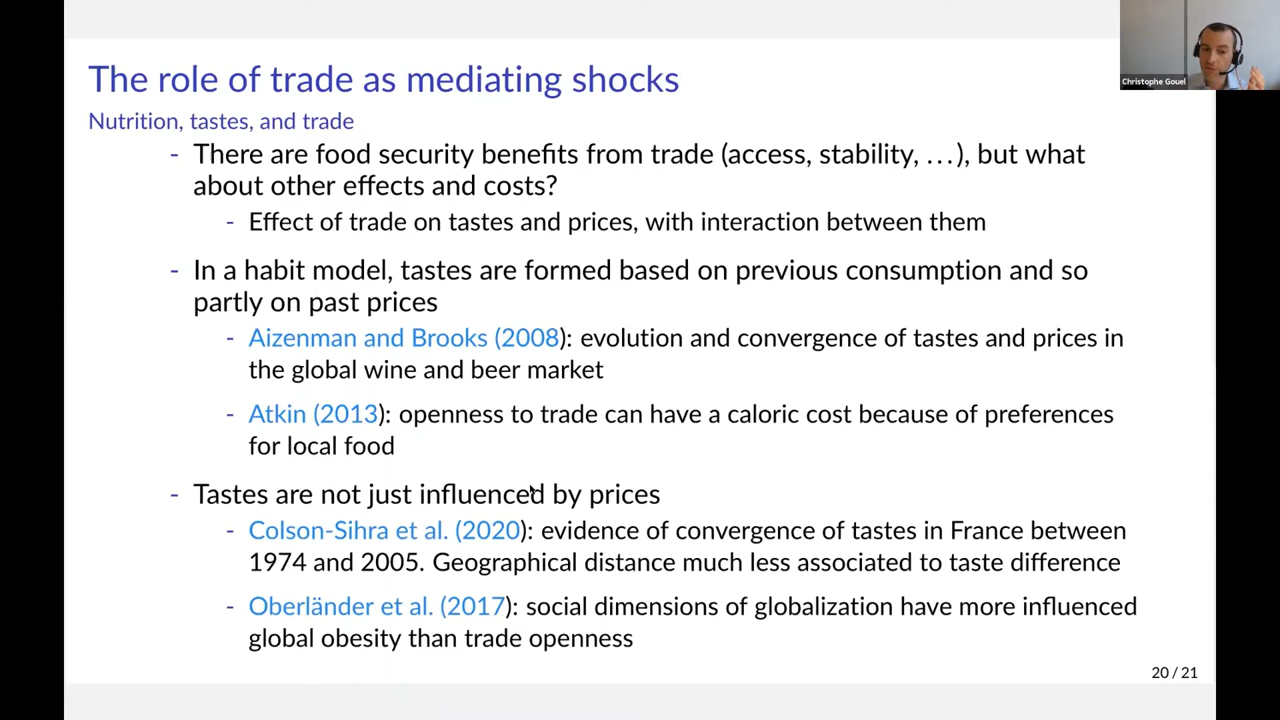 Christophe Gouel
The role of trade as mediating shocks
Nutrition, tastes, and trade
- There are food security benefits from trade (access, stability, …), but what
about other effects and costs?
- Effect of trade on tastes and prices, with interaction between them
- In a habit model, tastes are formed based on previous consumption and so
partly on past prices
- Aizenman and Brooks (2008): evolution and convergence of tastes and prices in
the global wine and beer market
- Atkin (2013): openness to trade can have a caloric cost because of preferences
for local food
- Tastes are not just influenced by prices
- Colson-Sihra et al. (2020): evidence of convergence of tastes in France between
1974 and 2005. Geographical distance much less associated to taste difference
- Oberländer et al. (2017): social dimensions of globalization have more influenced
global obesity than trade openness
20 / 21